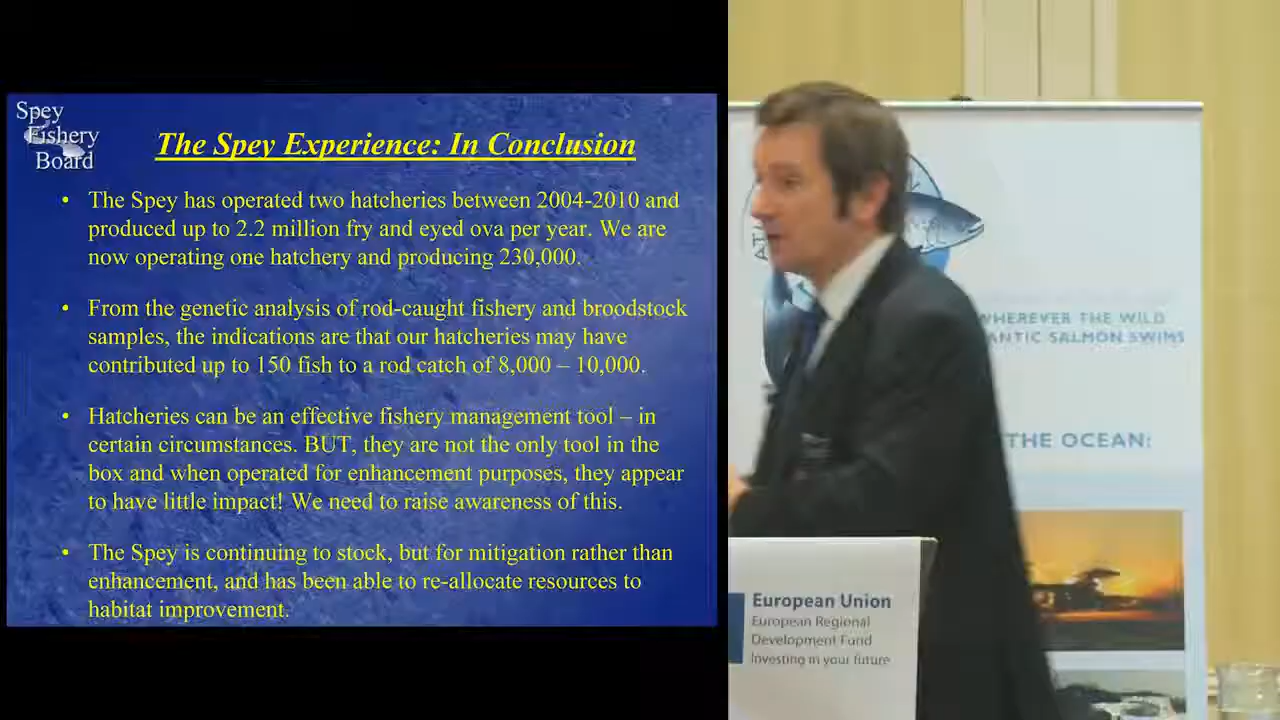 Spey
Fishery
Board
The Spey Experience: In Conclusion
• The Spey has operated two hatcheries between 2004-2010 and
produced up to 2.2 million fry and eyed ova per year. We are
now operating one hatchery and producing 230,000.
• From the genetic analysis of rod-caught fishery and broodstock
samples, the indications are that our hatcheries may have
contributed up to 150 fish to a rod catch of 8,000 – 10,000.
• Hatcheries can be an effective fishery management tool – in
certain circumstances. BUT, they are not the only tool in the
box and when operated for enhancement purposes, they appear
to have little impact! We need to raise awareness of this.
• The Spey is continuing to stock, but for mitigation rather than
enhancement, and has been able to re-allocate resources to
habitat improvement.
WHEREVER THE WILD
ANTIC SALMON SWIMS
THE OCEAN:
European Union
European Regional
Development Fund
Investing in your future